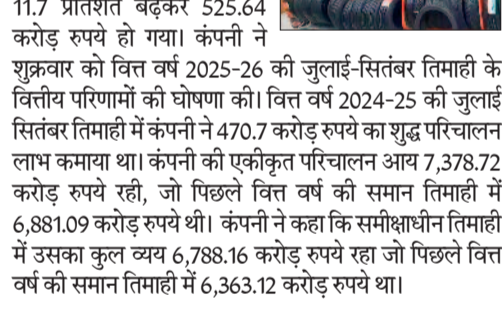 11.7 प्रतिशत बढ़कर 525.64
करोड़ रुपये हो गया। कंपनी ने
शुक्रवार को वित्त वर्ष 2025-26 की जुलाई-सितंबर तिमाही के
वित्तीय परिणामों की घोषणा की। वित्त वर्ष 2024-25 की जुलाई
सितंबर तिमाही में कंपनी ने 470.7 करोड़ रुपये का शुद्ध परिचालन
लाभ कमाया था। कंपनी की एकीकृत परिचालन आय 7,378.72
करोड़ रुपये रही, जो पिछले वित्त वर्ष की समान तिमाही में
6,881.09 करोड़ रुपये थी। कंपनी ने कहा कि समीक्षाधीन तिमाही
में उसका कुल व्यय 6,788.16 करोड़ रुपये रहा जो पिछले वित्त
वर्ष की समान तिमाही में 6,363.12 करोड़ रुपये था।